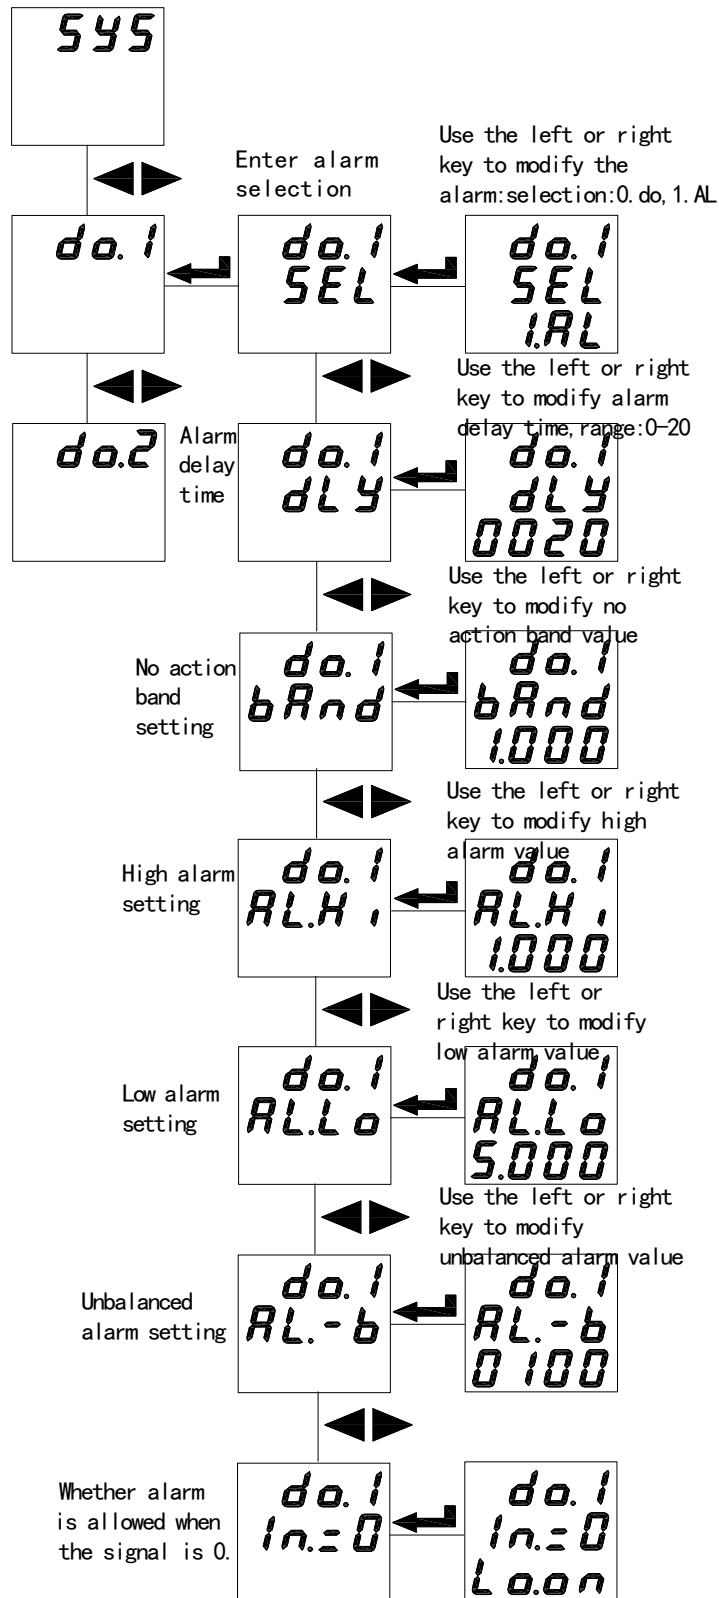 SYS
Enter alarm
selection
Use the left or right
key to modify the
alarm:selection:0.do,1.AL
do.1
do.1
SEL
do.1
SEL
1.AL
Use the left or right
key to modify alarm
delay time,range:0-20
do.2
Alarm
delay
time
do.1
dLY
do.1
dLY
0020
Use the left or right
key to modify no
action band value
No action
band
setting
do.1
bAnd
do.1
bAnd
1.000
Use the left or right
key to modify high
alarm value
High alarm
setting
do.1
AL.Hi
do.1
AL.Hi
1.000
Use the left or
right key to modify
low alarm value
Low alarm
setting
do.1
AL.Lo
do.1
AL.Lo
5.000
Use the left or right
key to modify
unbalanced alarm value
Unbalanced
alarm setting
do.1
AL.-b
do.1
AL.-b
0100
Whether alarm
is allowed when
the signal is 0.
do.1
In.=0
do.1
In.=0
Lo.on